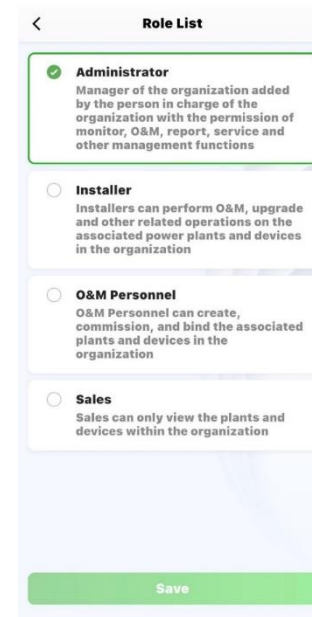 Role List
Administrator
Manager of the organization added
by the person in charge of the
organization with the permission of
monitor, O&M, report, service and
other management functions
Installer
Installers can perform O&M, upgrade
and other related operations on the
associated power plants and devices
in the organization
O&M Personnel
O&M Personnel can create,
commission, and bind the associated
plants and devices in the
organization
Sales
Sales can only view the plants and
devices within the organization
Save